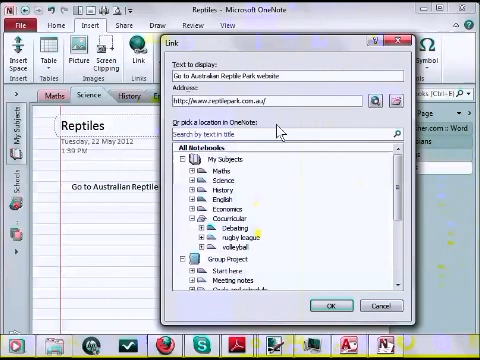 Reptiles - Microsoft OneNote
File Home Insert Share Draw Review View
Insert Space
Table
Picture
Screen Clipping
Link
Symbol
Maths Science History
Reptiles
Tuesday, 22 May 2012
1:39 PM
Go to Australian Reptile
My Subjects
Schools
Page
Link
Text to display:
Go to Australian Reptile Park website
Address:
http://www.reptilepark.com.au/
Or pick a location in OneNote:
Search by text in title
All Notebooks
My Subjects
Maths
Science
History
English
Economics
Cocurricular
Debating
rugby league
volleyball
Group Project
Start here
Meeting notes
OK
Cancel